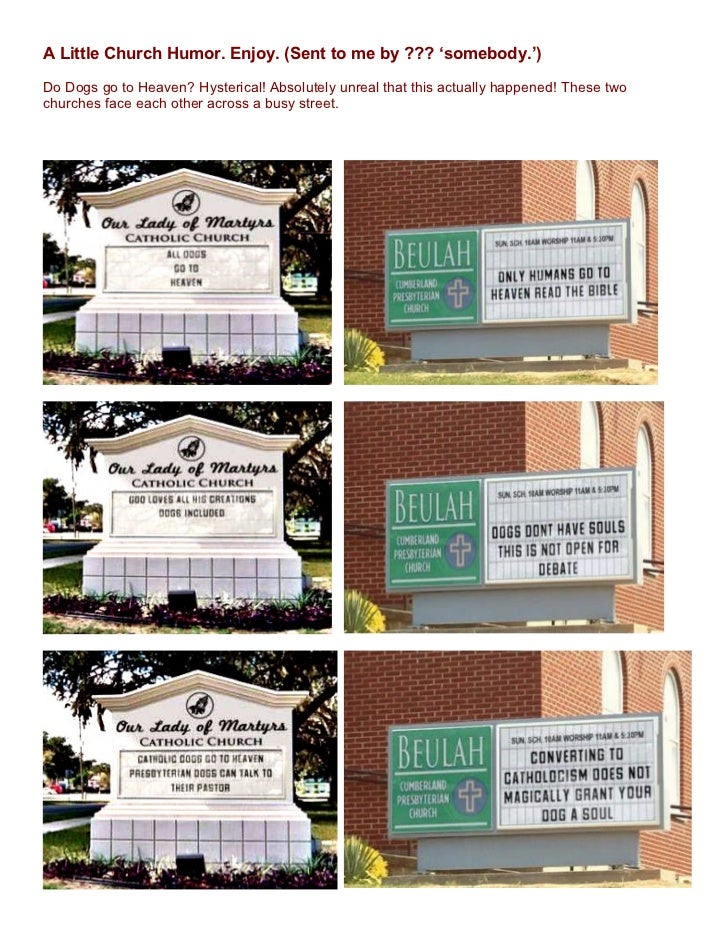 A Little Church Humor. Enjoy. (Sent to me by ??? ‘somebody.’)
Do Dogs go to Heaven? Hysterical! Absolutely unreal that this actually happened! These two
churches face each other across a busy street.
Our Lady of Martyrs
CATHOLIC CHURCH
ALL DOGS
GO TO
HEAVEN
BEULAH
CUMBERLAND
PRESBYTERIAN
CHURCH
SUN. SCH. 10AM WORSHIP 11AM & 5:30PM
ONLY HUMANS GO TO
HEAVEN READ THE BIBLE
Our Lady of Martyrs
CATHOLIC CHURCH
GOD LOVES ALL HIS CREATIONS
DOGS INCLUDED
BEULAH
CUMBERLAND
PRESBYTERIAN
CHURCH
SUN. SCH. 10AM WORSHIP 11AM & 5:30PM
DOGS DONT HAVE SOULS
THIS IS NOT OPEN FOR
DEBATE
Our Lady of Martyrs
CATHOLIC CHURCH
CATHOLIC DOGS GO TO HEAVEN
PRESBYTERIAN DOGS CAN TALK TO
THEIR PASTOR
BEULAH
CUMBERLAND
PRESBYTERIAN
CHURCH
SUN. SCH. 10AM WORSHIP 11AM & 5:30PM
CONVERTING TO
CATHOLOCISM DOES NOT
MAGICALLY GRANT YOUR
DOG A SOUL